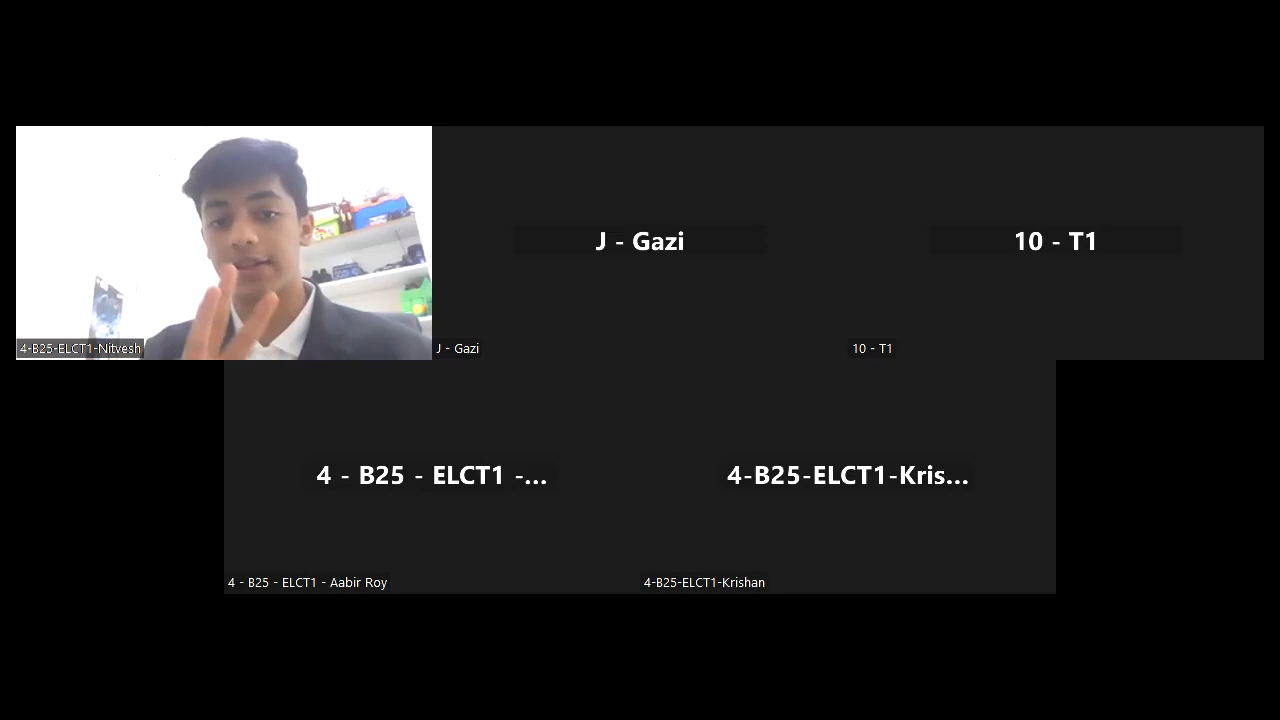 J - Gazi
10 - T1
4-B25-ELCT1-Nitvesh
J - Gazi
10 - T1
4 - B25 - ELCT1 -...
4-B25-ELCT1-Kris...
4 - B25 - ELCT1 - Aabir Roy
4-B25-ELCT1-Krishan